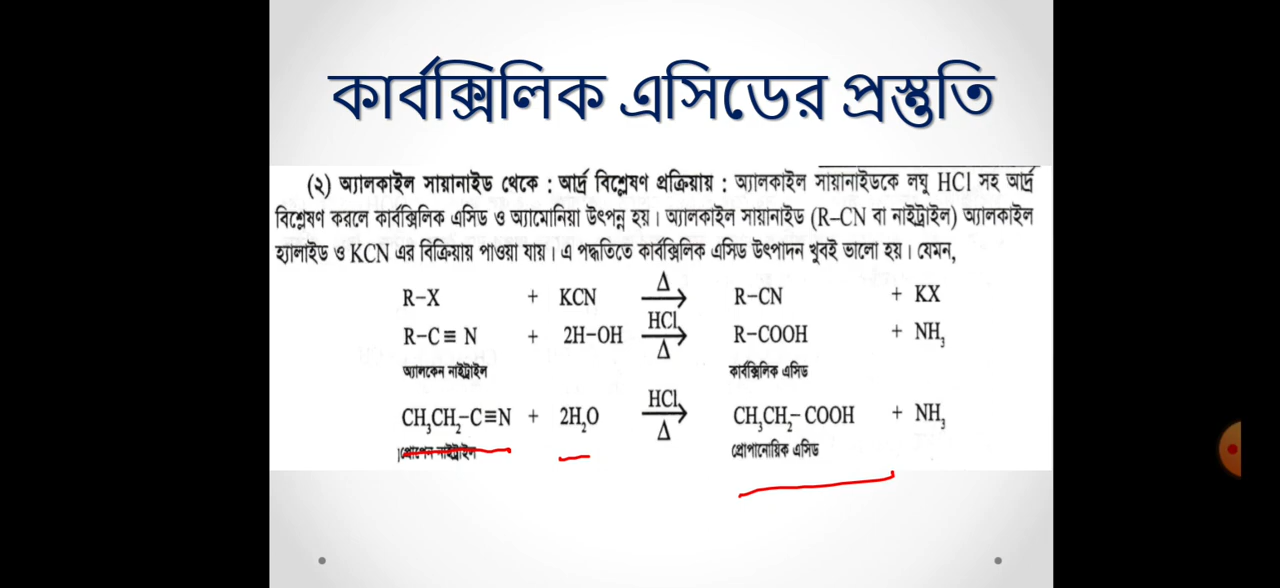 কার্বক্সিলিক এসিডের প্রস্তুতি
(২) অ্যালকাইল সায়ানাইড থেকে : আর্দ্র বিশ্লেষণ প্রক্রিয়ায় : অ্যালকাইল সায়ানাইডকে লঘু HCl সহ আর্দ্র
বিশ্লেষণ করলে কার্বক্সিলিক এসিড ও অ্যামোনিয়া উৎপন্ন হয়। অ্যালকাইল সায়ানাইড (R–CN বা নাইট্রাইল) অ্যালকাইল
হ্যালাইড ও KCN এর বিক্রিয়ায় পাওয়া যায়। এ পদ্ধতিতে কার্বক্সিলিক এসিড উৎপাদন খুবই ভালো হয়। যেমন,
R–X + KCN Δ→ R–CN + KX
R–C≡N + 2H–OH HCl→Δ R–COOH + NH₃
অ্যালকেন নাইট্রাইল কার্বক্সিলিক এসিড
CH₃CH₂–C≡N + 2H₂O HCl→Δ CH₃CH₂–COOH + NH₃
প্রোপেন নাইট্রাইল প্রোপানোয়িক এসিড